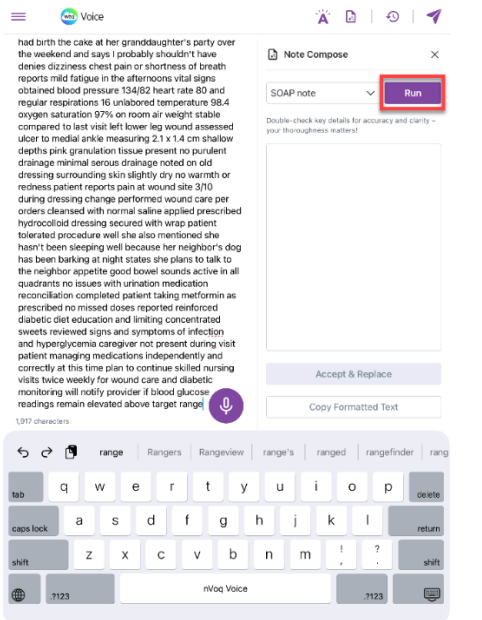 Voice
had birth the cake at her granddaughter's party over
the weekend and says I probably shouldn't have
denies dizziness chest pain or shortness of breath
reports mild fatigue in the afternoons vital signs
obtained blood pressure 134/82 heart rate 80 and
regular respirations 16 unlabored temperature 98.4
oxygen saturation 97% on room air weight stable
compared to last visit left lower leg wound assessed
ulcer to medial ankle measuring 2.1 x 1.4 cm shallow
depths pink granulation tissue present no purulent
drainage minimal serous drainage noted on old
dressing surrounding skin slightly dry no warmth or
redness patient reports pain at wound site 3/10
during dressing change performed wound care per
orders cleansed with normal saline applied prescribed
hydrocolloid dressing secured with wrap patient
tolerated procedure well she also mentioned she
hasn't been sleeping well because her neighbor's dog
has been barking at night states she plans to talk to
the neighbor appetite good bowel sounds active in all
quadrants no issues with urination medication
reconciliation completed patient taking metformin as
prescribed no missed doses reported reinforced
diabetic diet education and limiting concentrated
sweets reviewed signs and symptoms of infection
and hyperglycemia caregiver not present during visit
patient managing medications independently and
correctly at this time plan to continue skilled nursing
visits twice weekly for wound care and diabetic
monitoring will notify provider if blood glucose
readings remain elevated above target range
1,917 characters
Note Compose
SOAP note
Run
Double-check key details for accuracy and clarity –
your thoroughness matters!
Accept & Replace
Copy Formatted Text
range Rangers Rangeview range's ranged rangefinder rang
tab q w e r t y u i o p delete
caps lock a s d f g h j k l return
shift z x c v b n m ! , ? . shift
.?123 nVoq Voice .?123